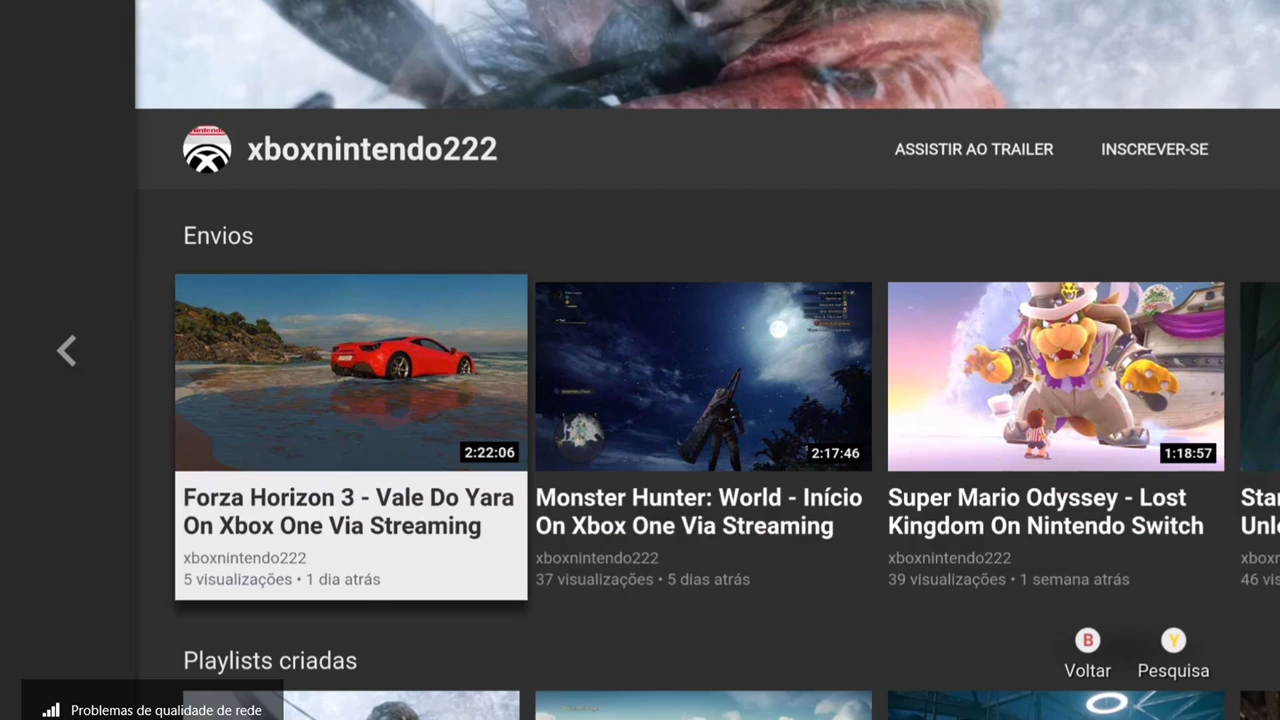 Nintendo
xboxnintendo222
ASSISTIR AO TRAILER
INSCREVER-SE
Envios
2:22:06
2:17:46
1:18:57
Forza Horizon 3 - Vale Do Yara
On Xbox One Via Streaming
xboxnintendo222
5 visualizações • 1 dia atrás
Monster Hunter: World - Início
On Xbox One Via Streaming
xboxnintendo222
37 visualizações • 5 dias atrás
Super Mario Odyssey - Lost
Kingdom On Nintendo Switch
xboxnintendo222
39 visualizações • 1 semana atrás
46
B
Y
Voltar
Pesquisa
Playlists criadas
Problemas de qualidade de rede